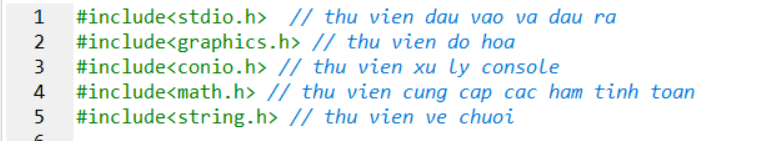 1 #include<stdio.h> // thu vien dau vao va dau ra
2 #include<graphics.h> // thu vien do hoa
3 #include<conio.h> // thu vien xu ly console
4 #include<math.h> // thu vien cung cap cac ham tinh toan
5 #include<string.h> // thu vien ve chuoi